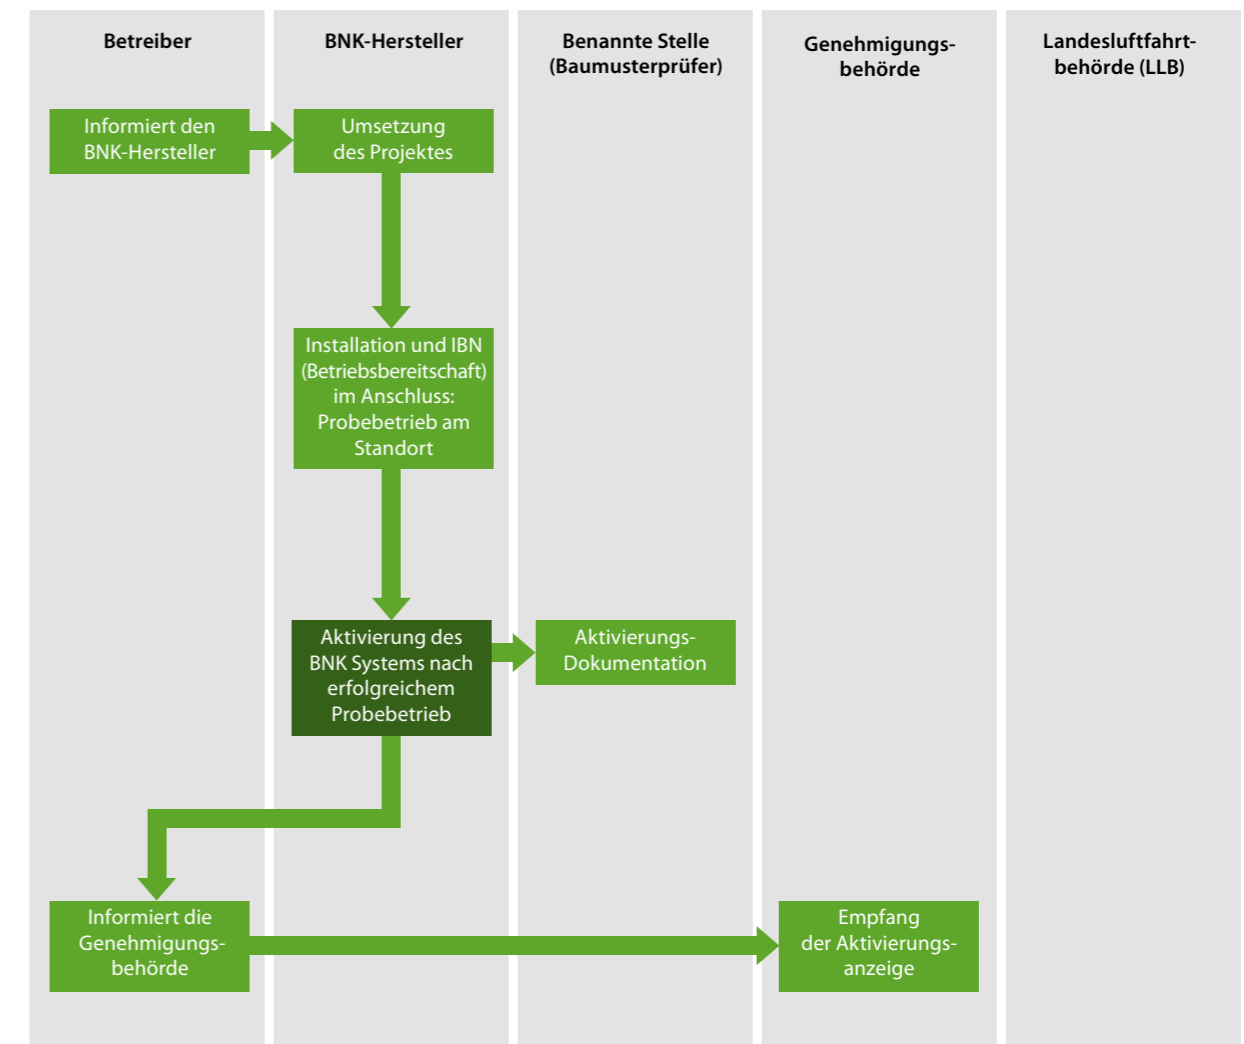 Betreiber
BNK-Hersteller
Benannte Stelle
(Baumusterprüfer)
Genehmigungs-
behörde
Landesluftfahrt-
behörde (LLB)
Informiert den
BNK-Hersteller
Umsetzung
des Projektes
Installation und IBN
(Betriebsbereitschaft)
im Anschluss:
Probebetrieb am
Standort
Aktivierung des
BNK Systems nach
erfolgreichem
Probebetrieb
Aktivierungs-
Dokumentation
Informiert die
Genehmigungs-
behörde
Empfang
der Aktivierungs-
anzeige